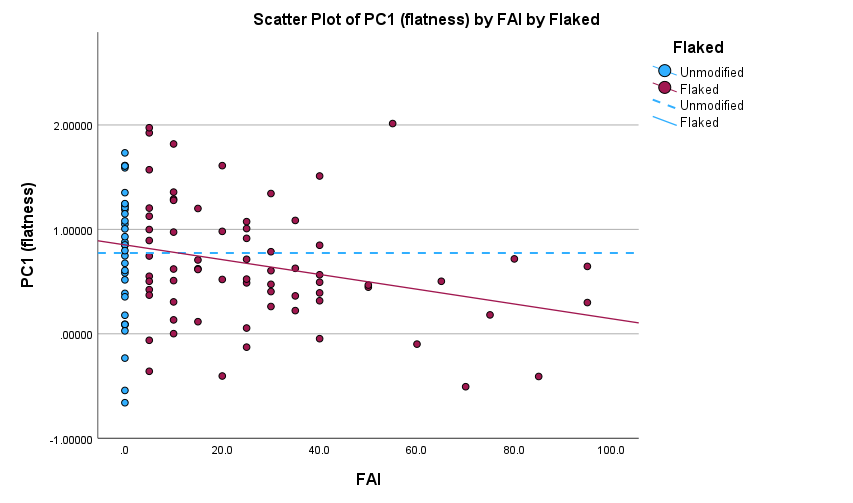 Scatter Plot of PC1 (flatness) by FAI by Flaked
Flaked
Unmodified
Flaked
Unmodified
Flaked
PC1 (flatness)
2.00000
1.00000
.00000
-1.00000
.0 20.0 40.0 60.0 80.0 100.0
FAI